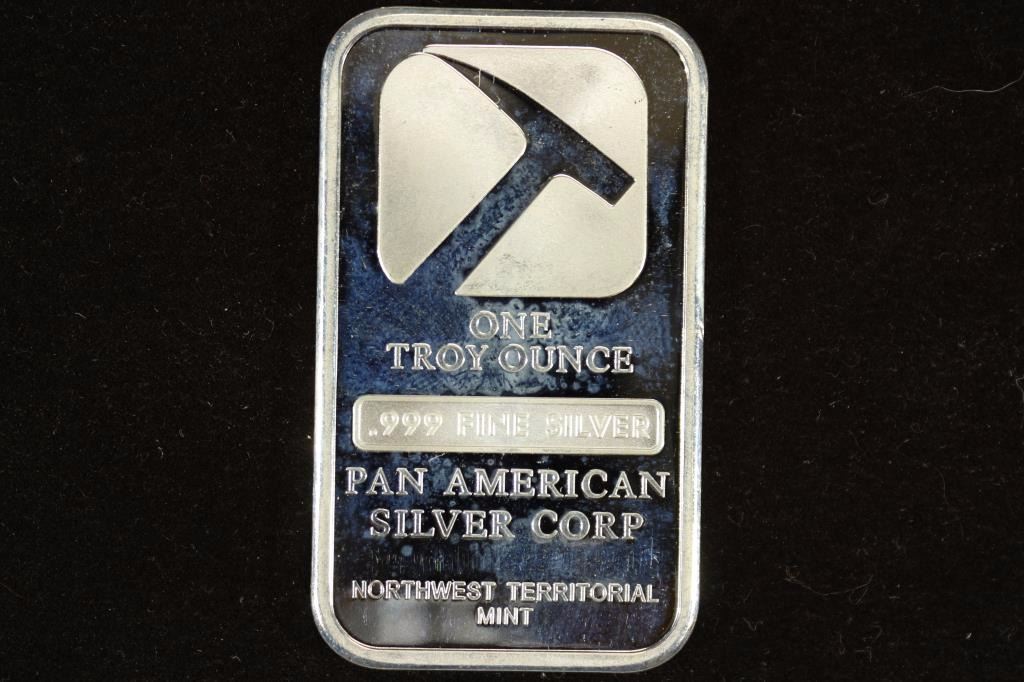 ONE
TROY OUNCE
.999 FINE SILVER
PAN AMERICAN
SILVER CORP
NORTHWEST TERRITORIAL
MINT